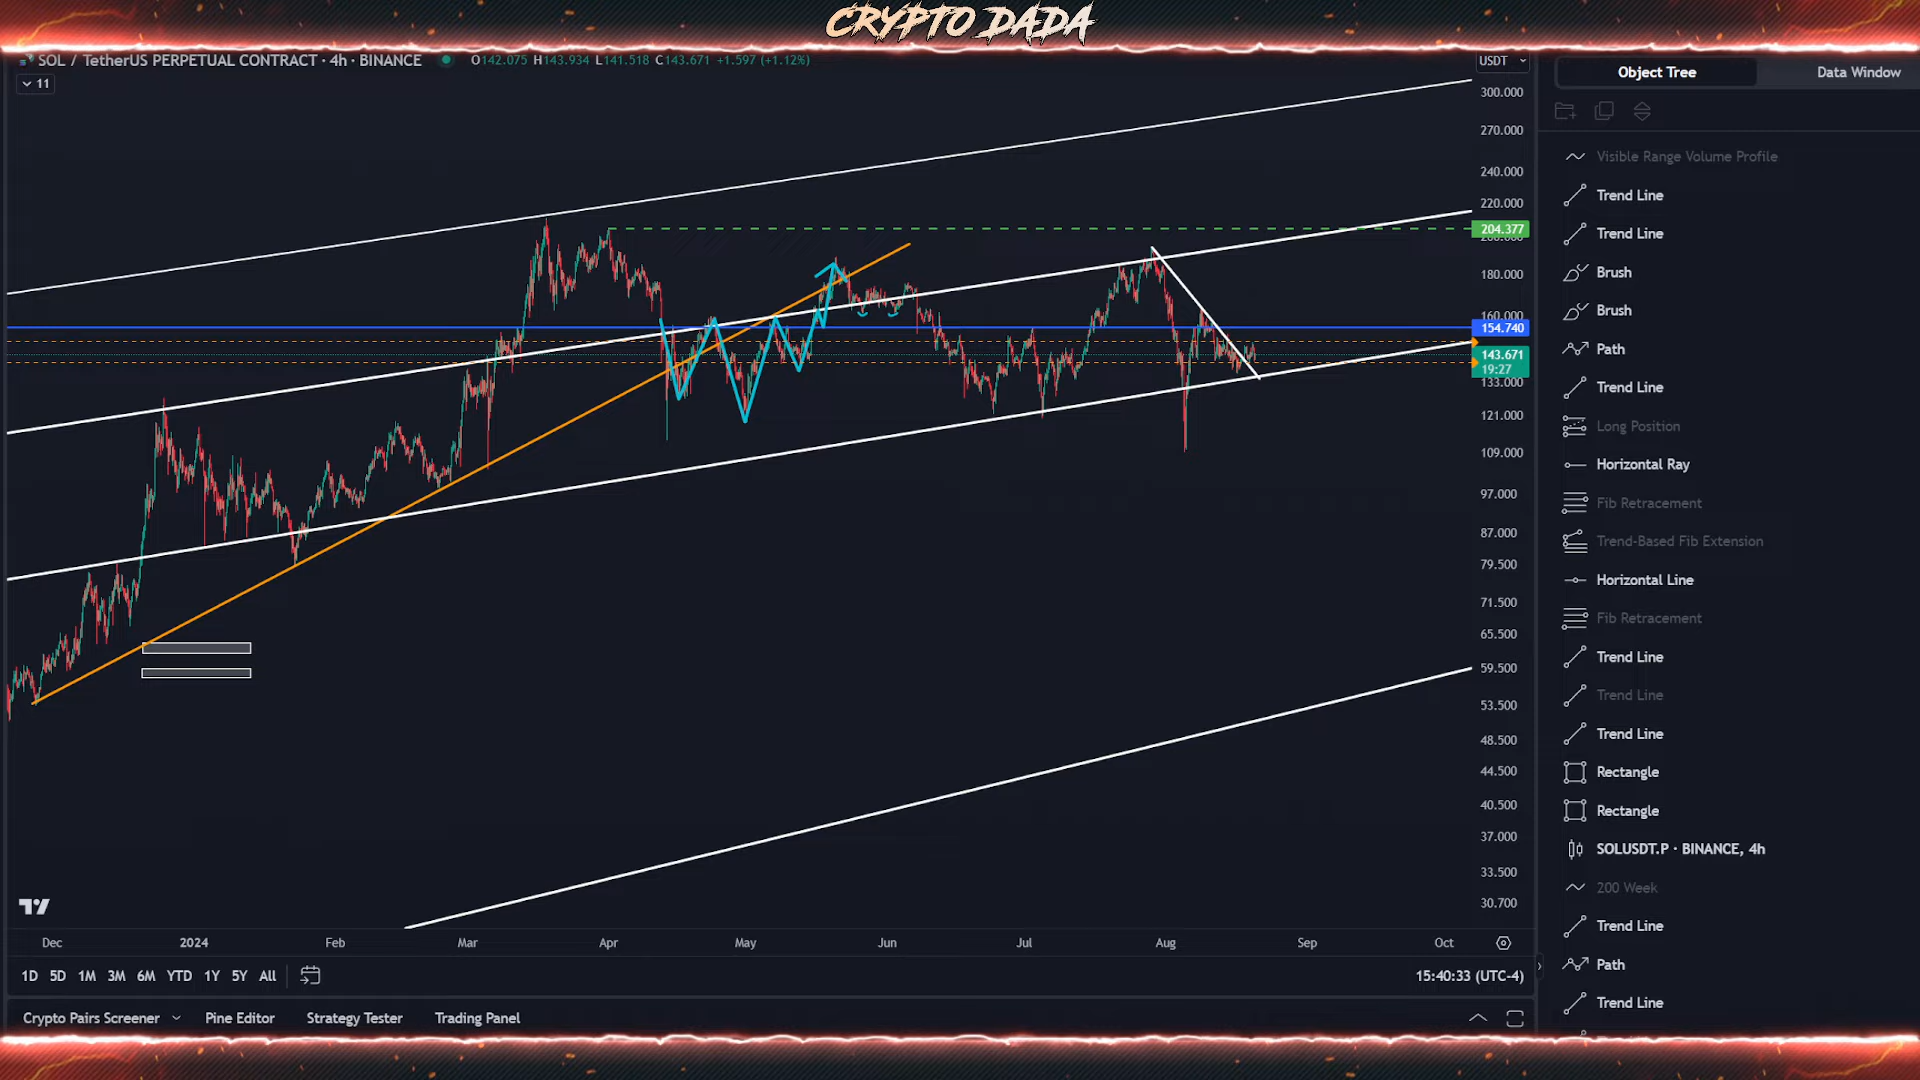 CRYPTO DADA
SOL / TetherUS PERPETUAL CONTRACT · 4h · BINANCE O142.075 H143.934 L141.518 C143.671 +1.597 (+1.12%)
11
USDT
300.000
270.000
240.000
220.000
204.377
180.000
160.000
154.740
143.671
19:27
133.000
121.000
109.000
97.000
87.000
79.500
71.500
65.500
59.500
53.500
48.500
44.500
40.500
37.000
33.500
30.700
Dec 2024 Feb Mar Apr May Jun Jul Aug Sep Oct
1D 5D 1M 3M 6M YTD 1Y 5Y All
15:40:33 (UTC-4)
Crypto Pairs Screener Pine Editor Strategy Tester Trading Panel
Object Tree Data Window
Visible Range Volume Profile
Trend Line
Trend Line
Brush
Brush
Path
Trend Line
Long Position
Horizontal Ray
Fib Retracement
Trend-Based Fib Extension
Horizontal Line
Fib Retracement
Trend Line
Trend Line
Trend Line
Rectangle
Rectangle
SOLUSDT.P · BINANCE, 4h
200 Week
Trend Line
Path
Trend Line